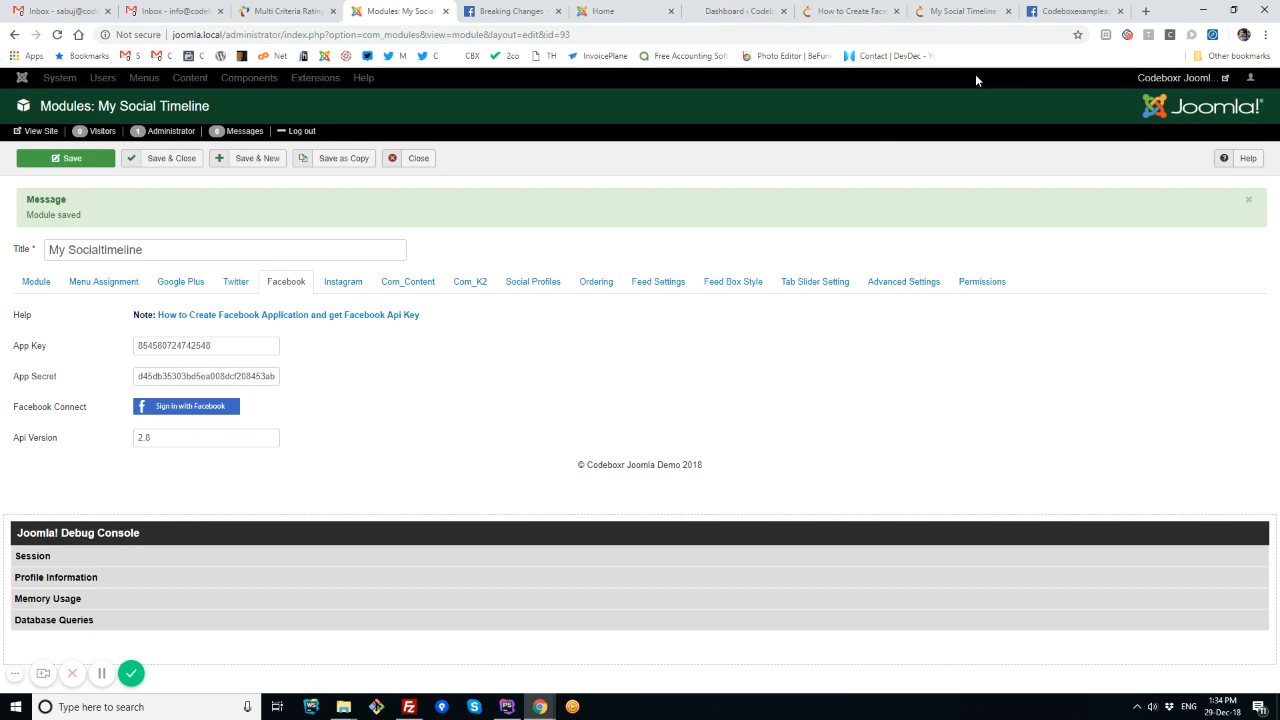 Inbox - sabuj@codeb
Inbox - info@codeb
Multi Criteria Rating
Modules: My Social
Breaking Changes -
Home
Dashboard ‹ Codeb
How to Create Face
My Social Timeline
Codeboxrexampleap
Not secure | joomla.local/administrator/index.php?option=com_modules&view=module&layout=edit&id=93
Apps Bookmarks S C Net M C CBX 2co TH InvoicePlane Free Accounting Soft Photo Editor | BeFun Contact | DevDec - Yo Other bookmarks
System Users Menus Content Components Extensions Help Codeboxr Jooml...
Modules: My Social Timeline Joomla!
View Site 0 Visitors 1 Administrator 0 Messages Log out
Save Save & Close Save & New Save as Copy Close Help
Message
Module saved
Title * My Socialtimeline
Module Menu Assignment Google Plus Twitter Facebook Instagram Com_Content Com_K2 Social Profiles Ordering Feed Settings Feed Box Style Tab Slider Setting Advanced Settings Permissions
Help Note: How to Create Facebook Application and get Facebook Api Key
App Key 854580724742548
App Secret d45db35303bd5ea008dcf208453ab
Facebook Connect Sign in with Facebook
Api Version 2.8
© Codeboxr Joomla Demo 2018
Joomla! Debug Console
Session
Profile Information
Memory Usage
Database Queries
Type here to search
ENG
1:34 PM
29-Dec-18